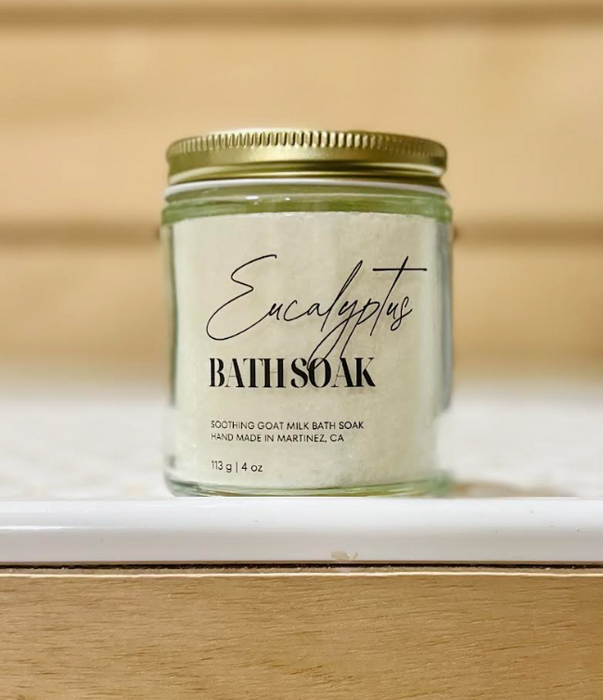 Eucalyptus
BATH SOAK
SOOTHING GOAT MILK BATH SOAK
HAND MADE IN MARTINEZ, CA
113 g | 4 oz